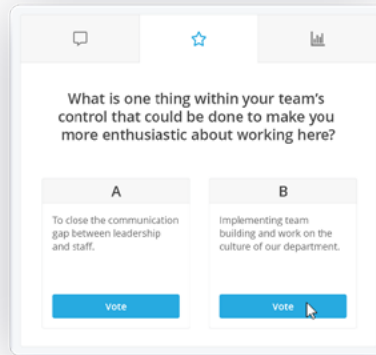 What is one thing within your team's
control that could be done to make you
more enthusiastic about working here?
A
To close the communication
gap between leadership
and staff.
Vote
B
Implementing team
building and work on the
culture of our department.
Vote